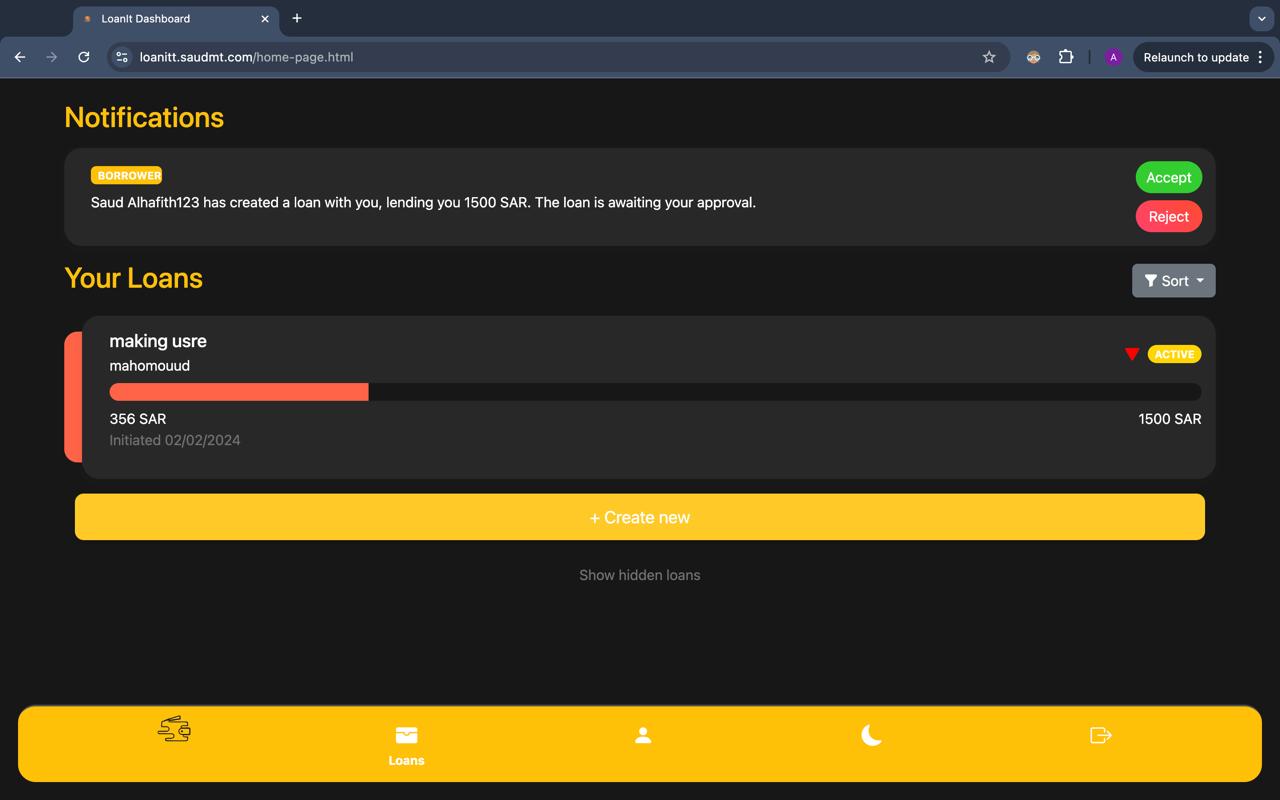 LoanIt Dashboard
loanitt.saudmt.com/home-page.html
A
Relaunch to update
Notifications
BORROWER
Saud Alhafith123 has created a loan with you, lending you 1500 SAR. The loan is awaiting your approval.
Accept
Reject
Your Loans
Sort
making usre
mahomouud
ACTIVE
356 SAR
1500 SAR
Initiated 02/02/2024
+ Create new
Show hidden loans
Loans